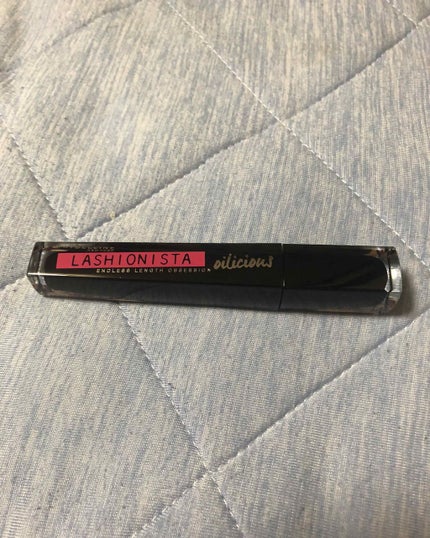 LASHIONISTA
ENDLESS LENGTH OBSESSION
oilicious